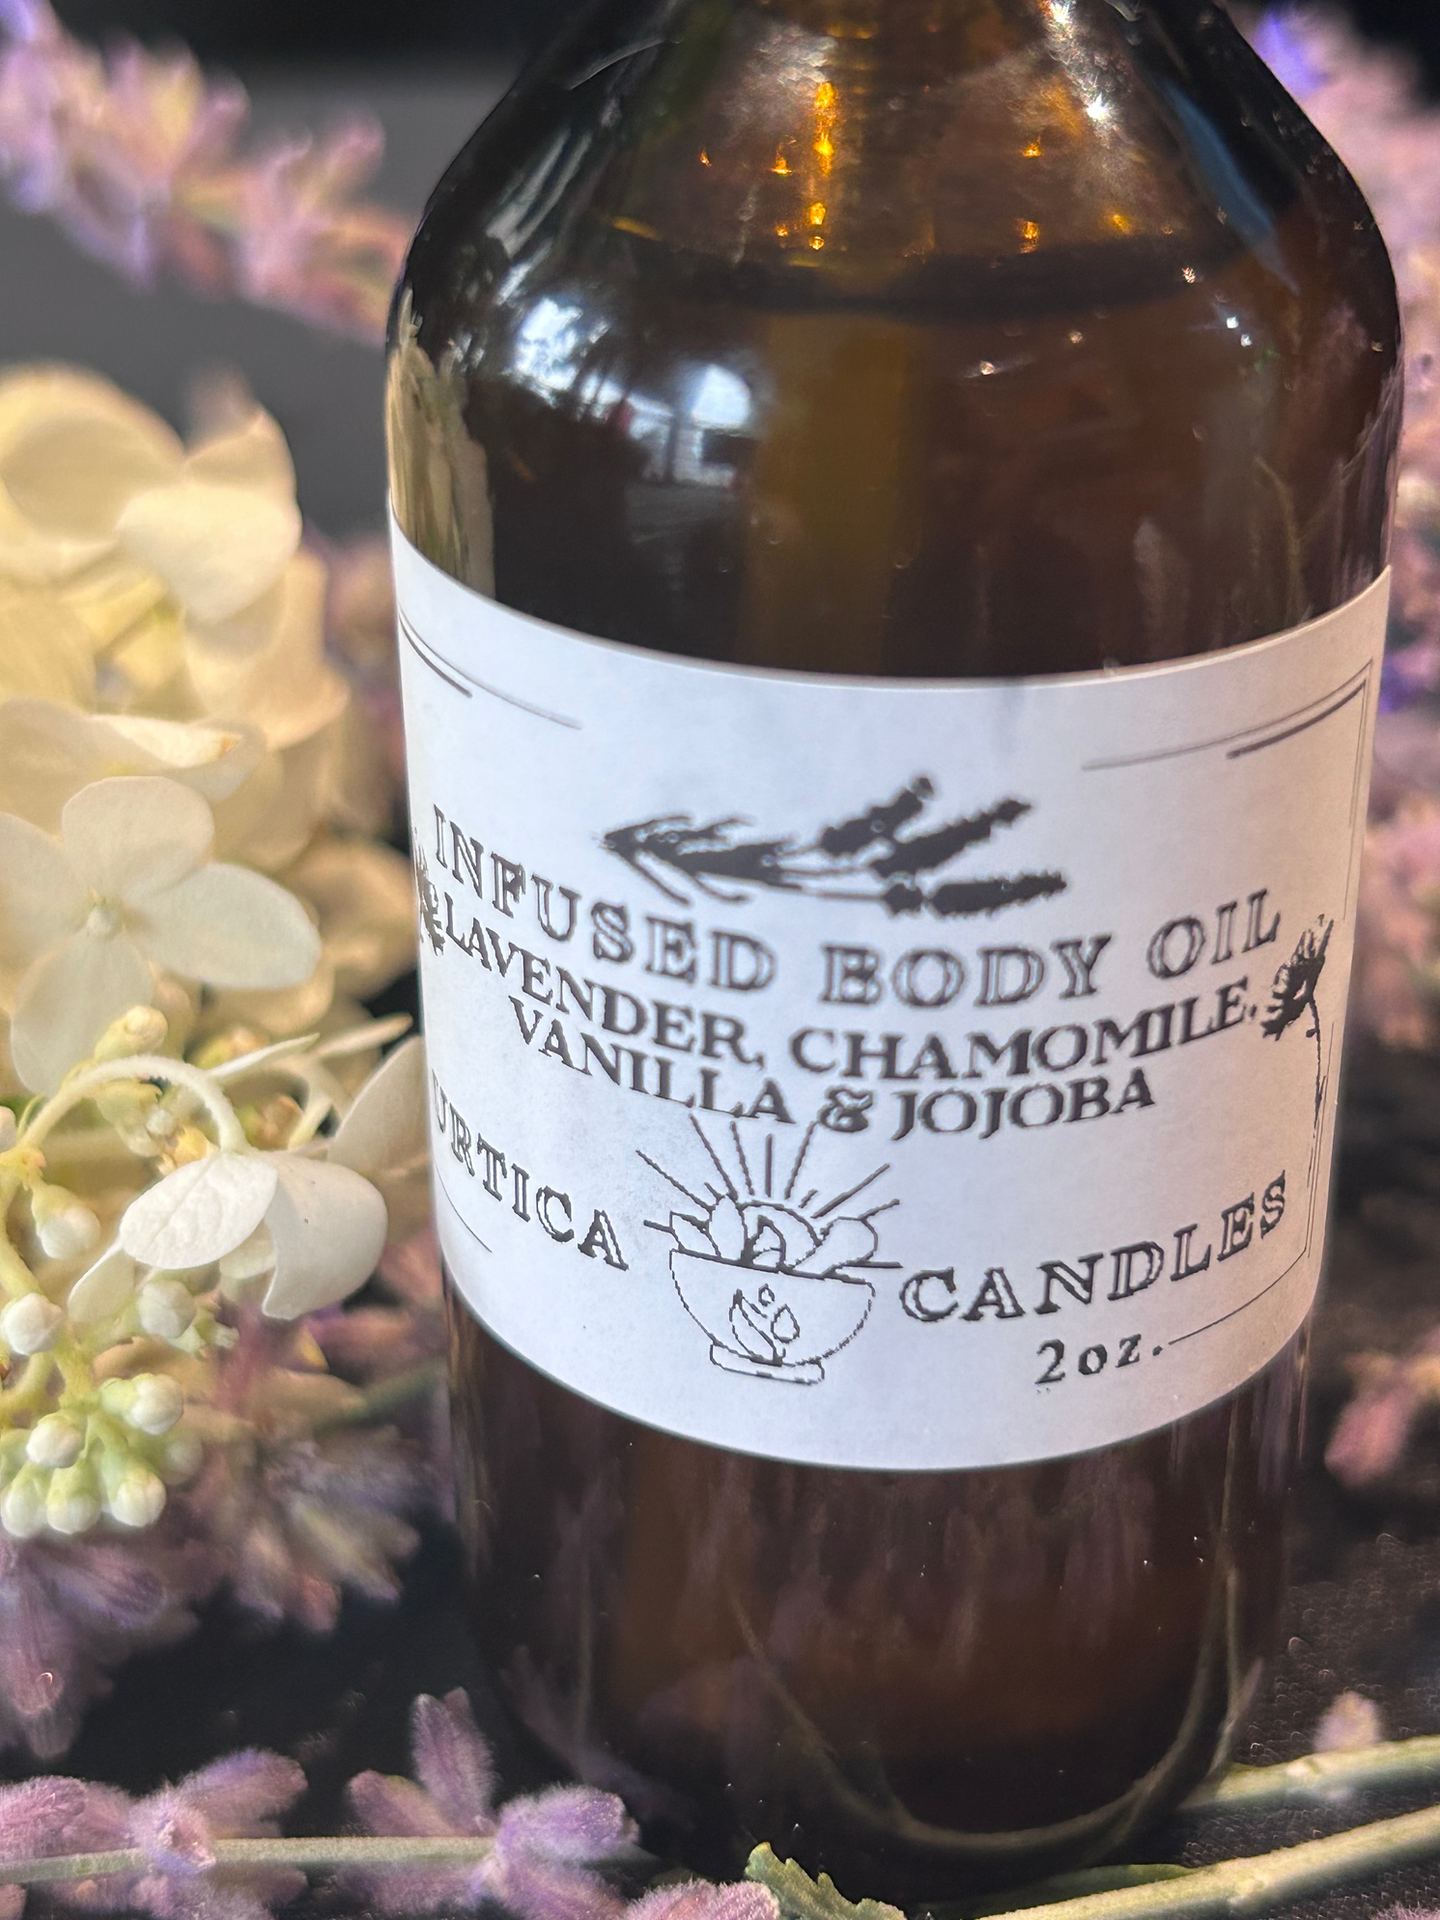 INFUSED BODY OIL
LAVENDER, CHAMOMILE,
VANILLA & JOJOBA
URTICA CANDLES
2oz.